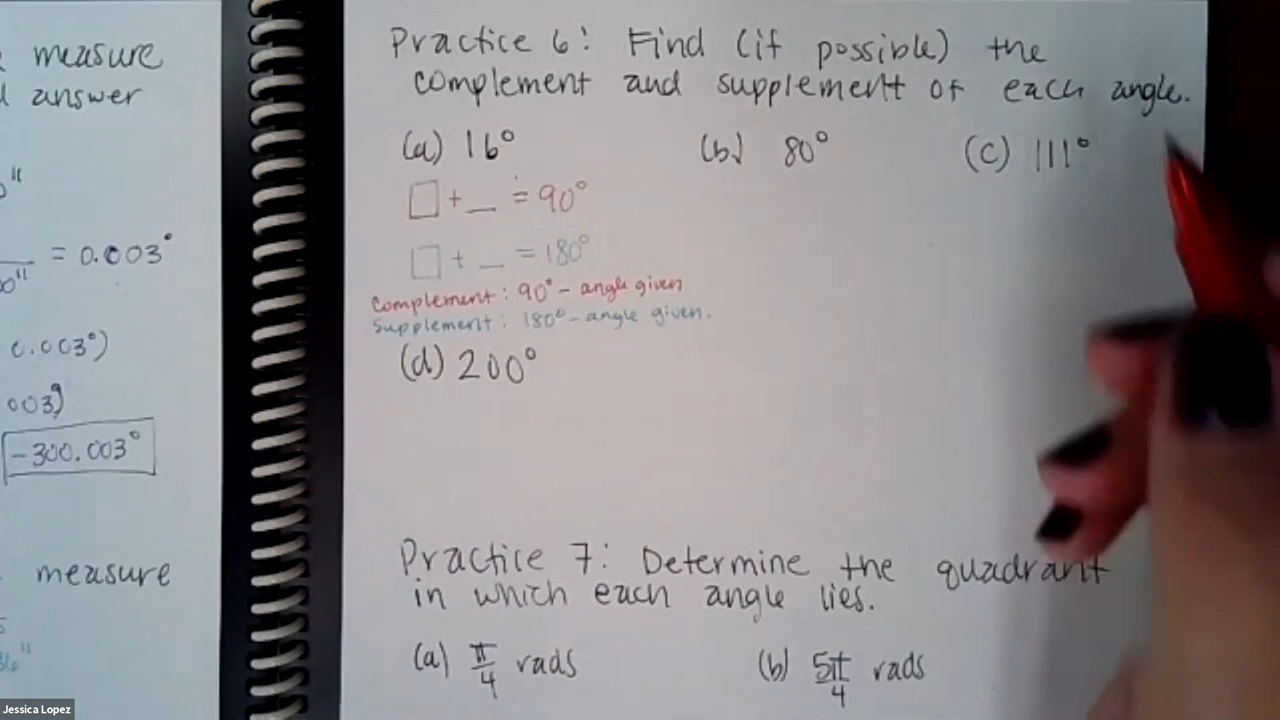 measure
answer
= 0.003°
0.003°)
003)
-300.003°
measure
Practice 6: Find (if possible) the
complement and supplement of each angle.
(a) 16° (b) 80° (c) 111°
□ + _ = 90°
□ + _ = 180°
Complement: 90° - angle given
Supplement: 180° - angle given.
(d) 200°
Practice 7: Determine the quadrant
in which each angle lies.
(a) π/4 rads (b) 5π/4 rads
Jessica Lopez